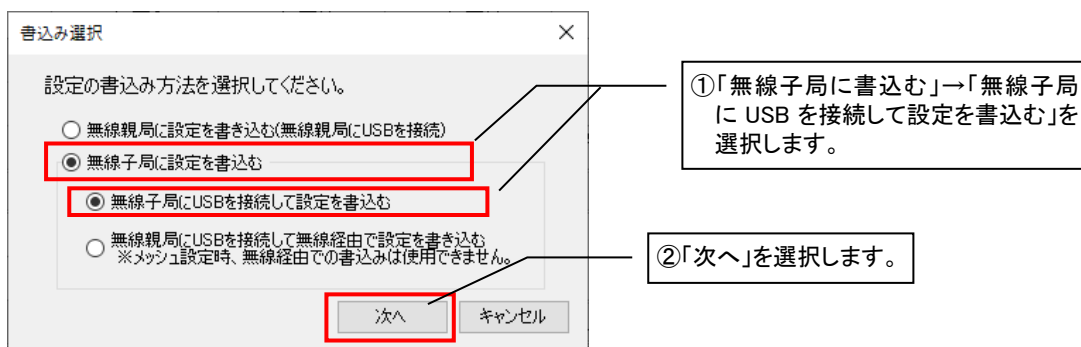 書込み選択
設定の書込み方法を選択してください。
無線親局に設定を書き込む(無線親局にUSBを接続)
無線子局に設定を書込む
無線子局にUSBを接続して設定を書込む
無線親局にUSBを接続して無線経由で設定を書き込む
※メッシュ設定時、無線経由での書込みは使用できません。
次へ
キャンセル
①「無線子局に書込む」→「無線子局
に USB を接続して設定を書込む」を
選択します。
②「次へ」を選択します。